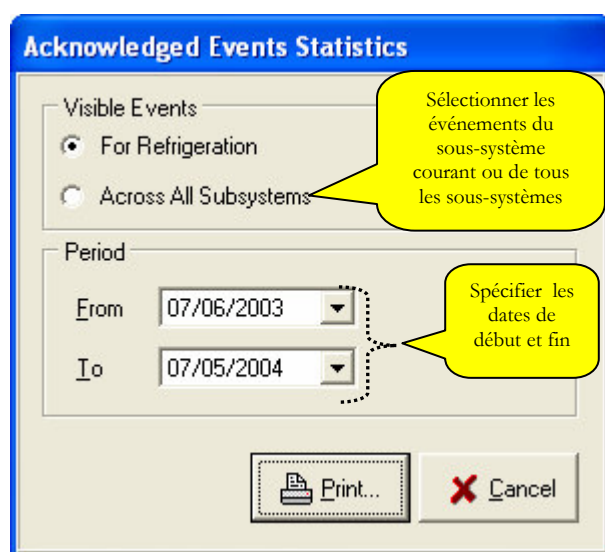 Acknowledged Events Statistics
Visible Events
For Refrigeration
Across All Subsystems
Sélectionner les
événements du
sous-système
courant ou de tous
les sous-systèmes
Period
From 07/06/2003
To 07/05/2004
Spécifier les
dates de
début et fin
Print...
Cancel